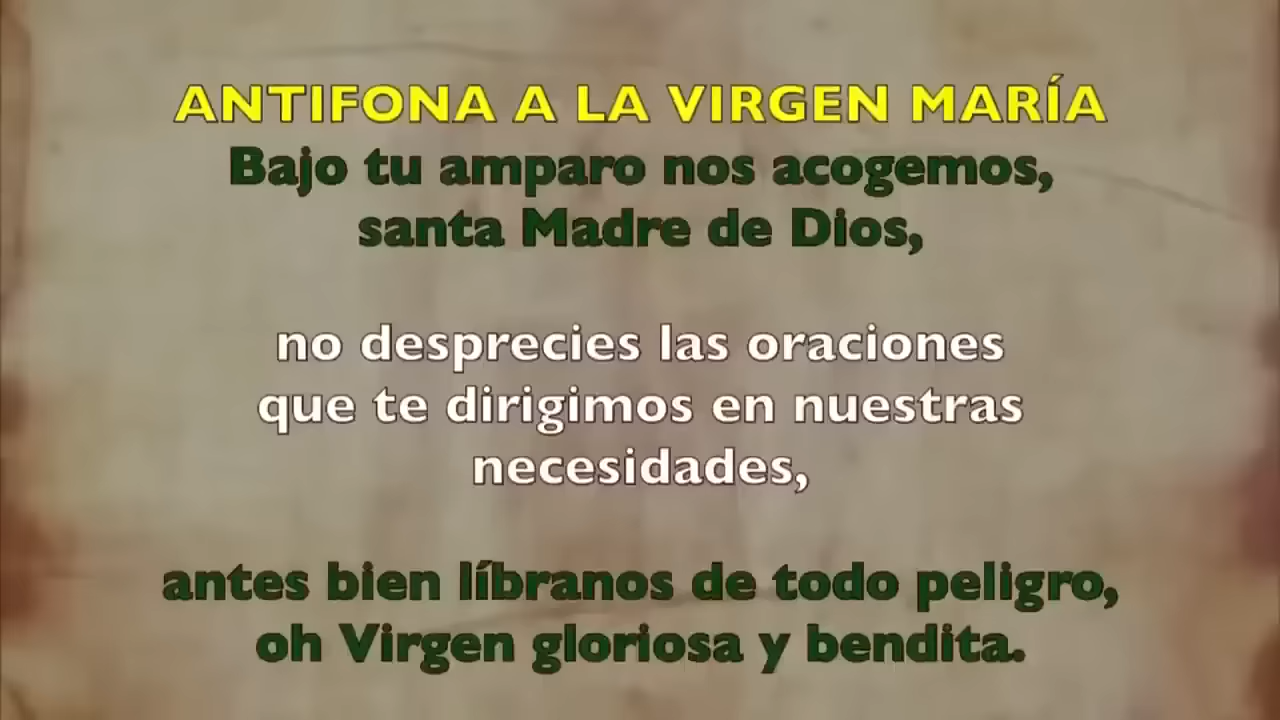 ANTIFONA A LA VIRGEN MARÍA
Bajo tu amparo nos acogemos,
santa Madre de Dios,
no desprecies las oraciones
que te dirigimos en nuestras
necesidades,
antes bien líbranos de todo peligro,
oh Virgen gloriosa y bendita.